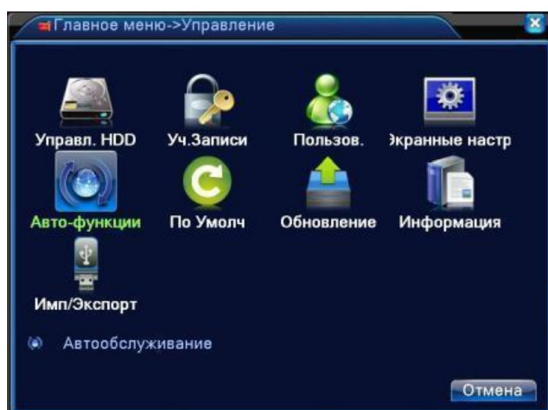 Главное меню->Управление
Управл. HDD Уч.Записи Пользов. Экранные настр
Авто-функции По Умолч Обновление Информация
Имп/Экспорт
Автообслуживание
Отмена